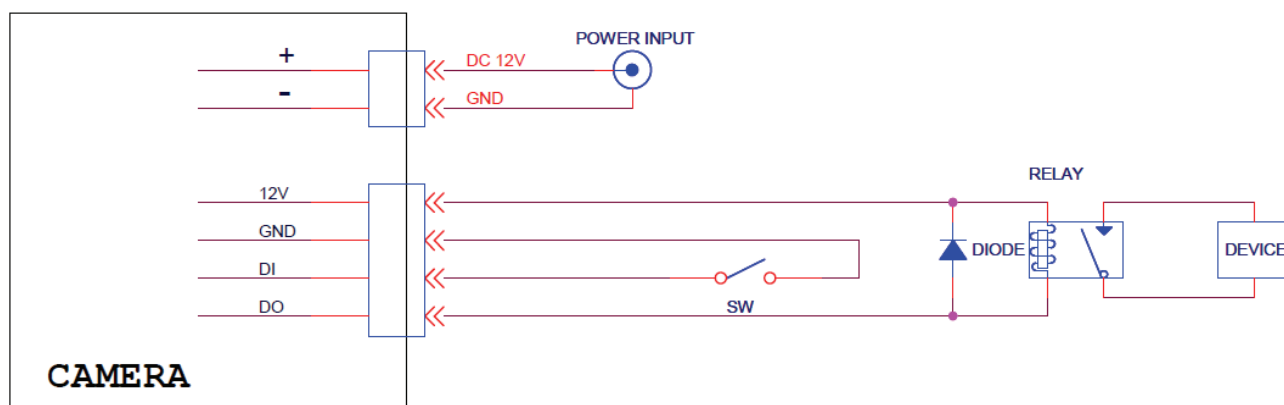 POWER INPUT
+
DC 12V
-
GND
RELAY
12V
GND
DIODE
DEVICE
DI
DO
SW
CAMERA